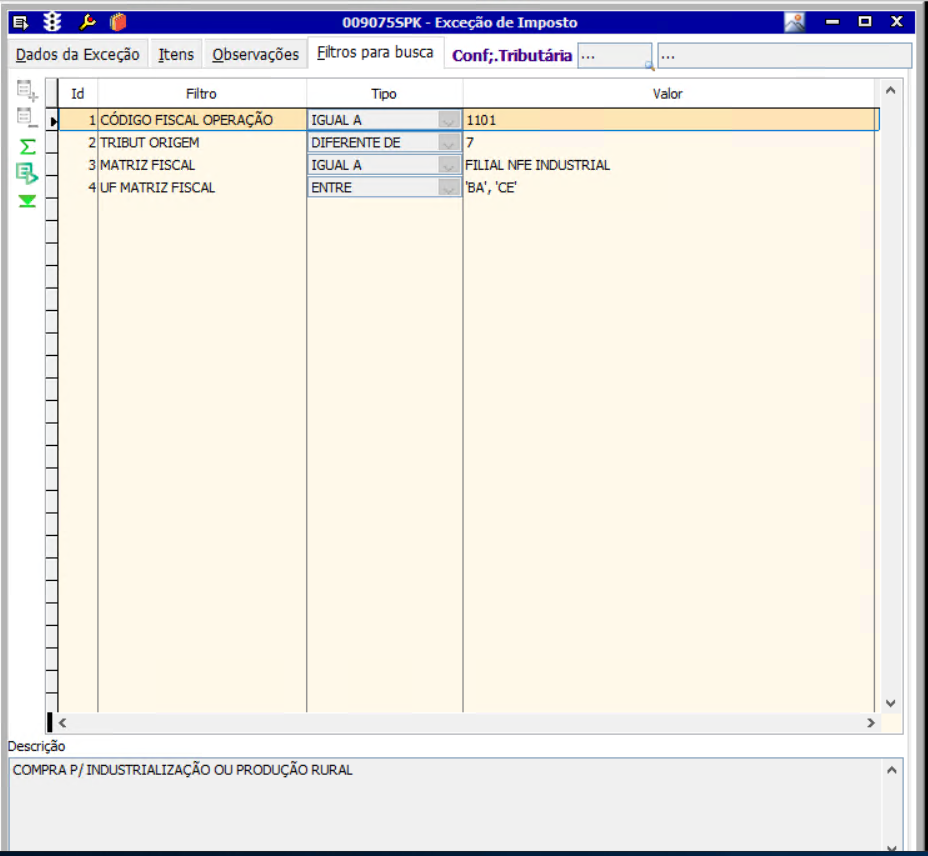 009075SPK - Exceção de Imposto
Dados da Exceção Itens Observações Filtros para busca Conf;.Tributária ... ...
Id Filtro Tipo Valor
1 CÓDIGO FISCAL OPERAÇÃO IGUAL A 1101
2 TRIBUT ORIGEM DIFERENTE DE 7
3 MATRIZ FISCAL IGUAL A FILIAL NFE INDUSTRIAL
4 UF MATRIZ FISCAL ENTRE 'BA', 'CE'
Descrição
COMPRA P/ INDUSTRIALIZAÇÃO OU PRODUÇÃO RURAL